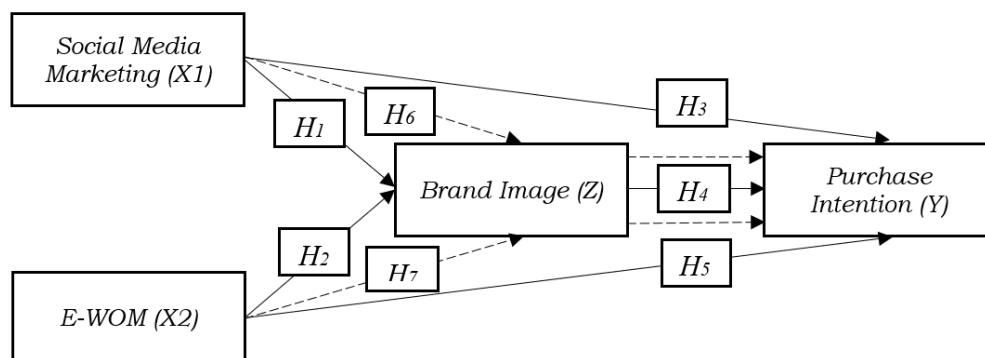 Social Media
Marketing (X1)
H3
H6
H1
Brand Image (Z)
H4
Purchase
Intention (Y)
H2
H7
H5
E-WOM (X2)